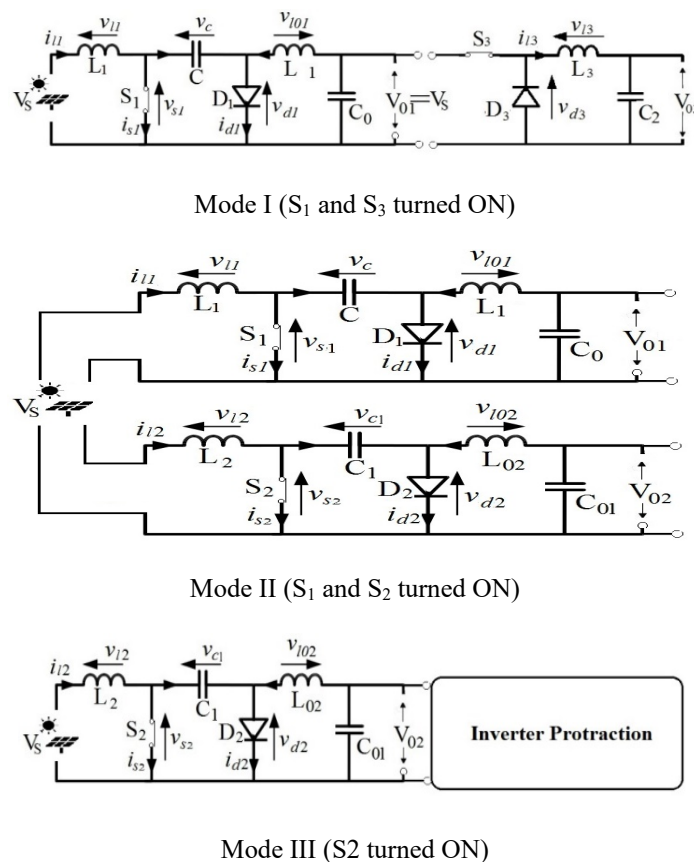 i_l1 v_l1 L₁ v_c C v_l01 L 1 S₃ i_l3 v_l3 L₃
V_S S₁ v_s1 i_s1 D₁ v_d1 i_d1 C₀ V₀₁=V_S D₃ v_d3 C₂
Mode I (S₁ and S₃ turned ON)
i_l1 v_l1 L₁ v_c C v_l01 L₁
S₁ v_s1 i_s1 D₁ v_d1 i_d1 C₀ V₀₁
V_S
i_l2 v_l2 L₂ v_c1 C₁ v_l02 L₀₂
S₂ v_s2 i_s2 D₂ v_d2 i_d2 C₀₁ V₀₂
Mode II (S₁ and S₂ turned ON)
i_l2 v_l2 L₂ v_c1 C₁ v_l02 L₀₂
V_S S₂ v_s2 i_s2 D₂ v_d2 i_d2 C₀₁ V₀₂ Inverter Protraction
Mode III (S2 turned ON)